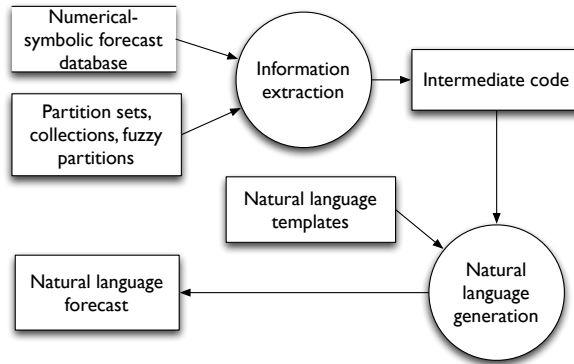 Numerical-
symbolic forecast
database
Information
extraction
Intermediate code
Partition sets,
collections, fuzzy
partitions
Natural language
templates
Natural language
forecast
Natural
language
generation